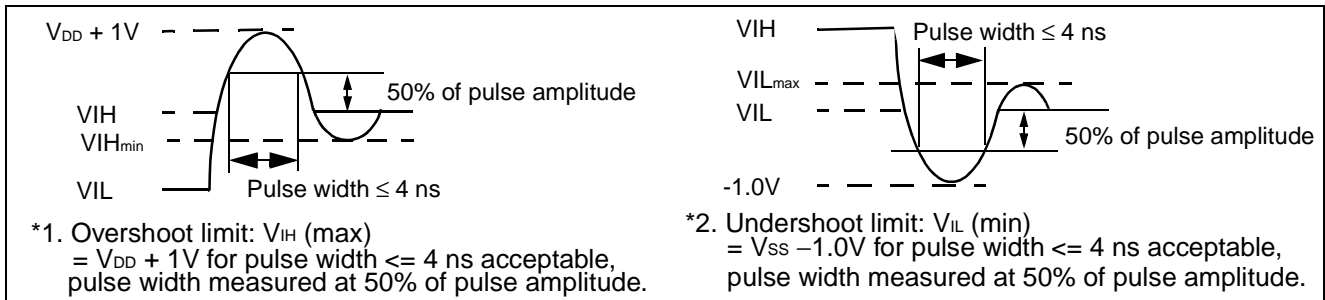 VDD + 1V
50% of pulse amplitude
VIH
VIHmin
VIL
Pulse width ≤ 4 ns
*1. Overshoot limit: VIH (max)
= VDD + 1V for pulse width <= 4 ns acceptable,
pulse width measured at 50% of pulse amplitude.
VIH
Pulse width ≤ 4 ns
VILmax
VIL
50% of pulse amplitude
-1.0V
*2. Undershoot limit: VIL (min)
= VSS −1.0V for pulse width <= 4 ns acceptable,
pulse width measured at 50% of pulse amplitude.